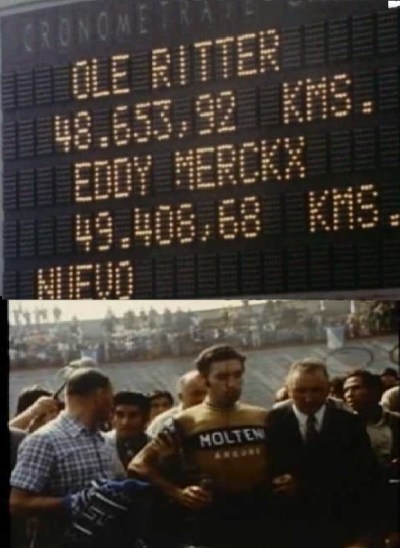 CRONOMETRAJE
OLE RITTER
48.653,92 KMS.
EDDY MERCKX
49.408,68 KMS.
NUEVO
MOLTENI
ARCORE